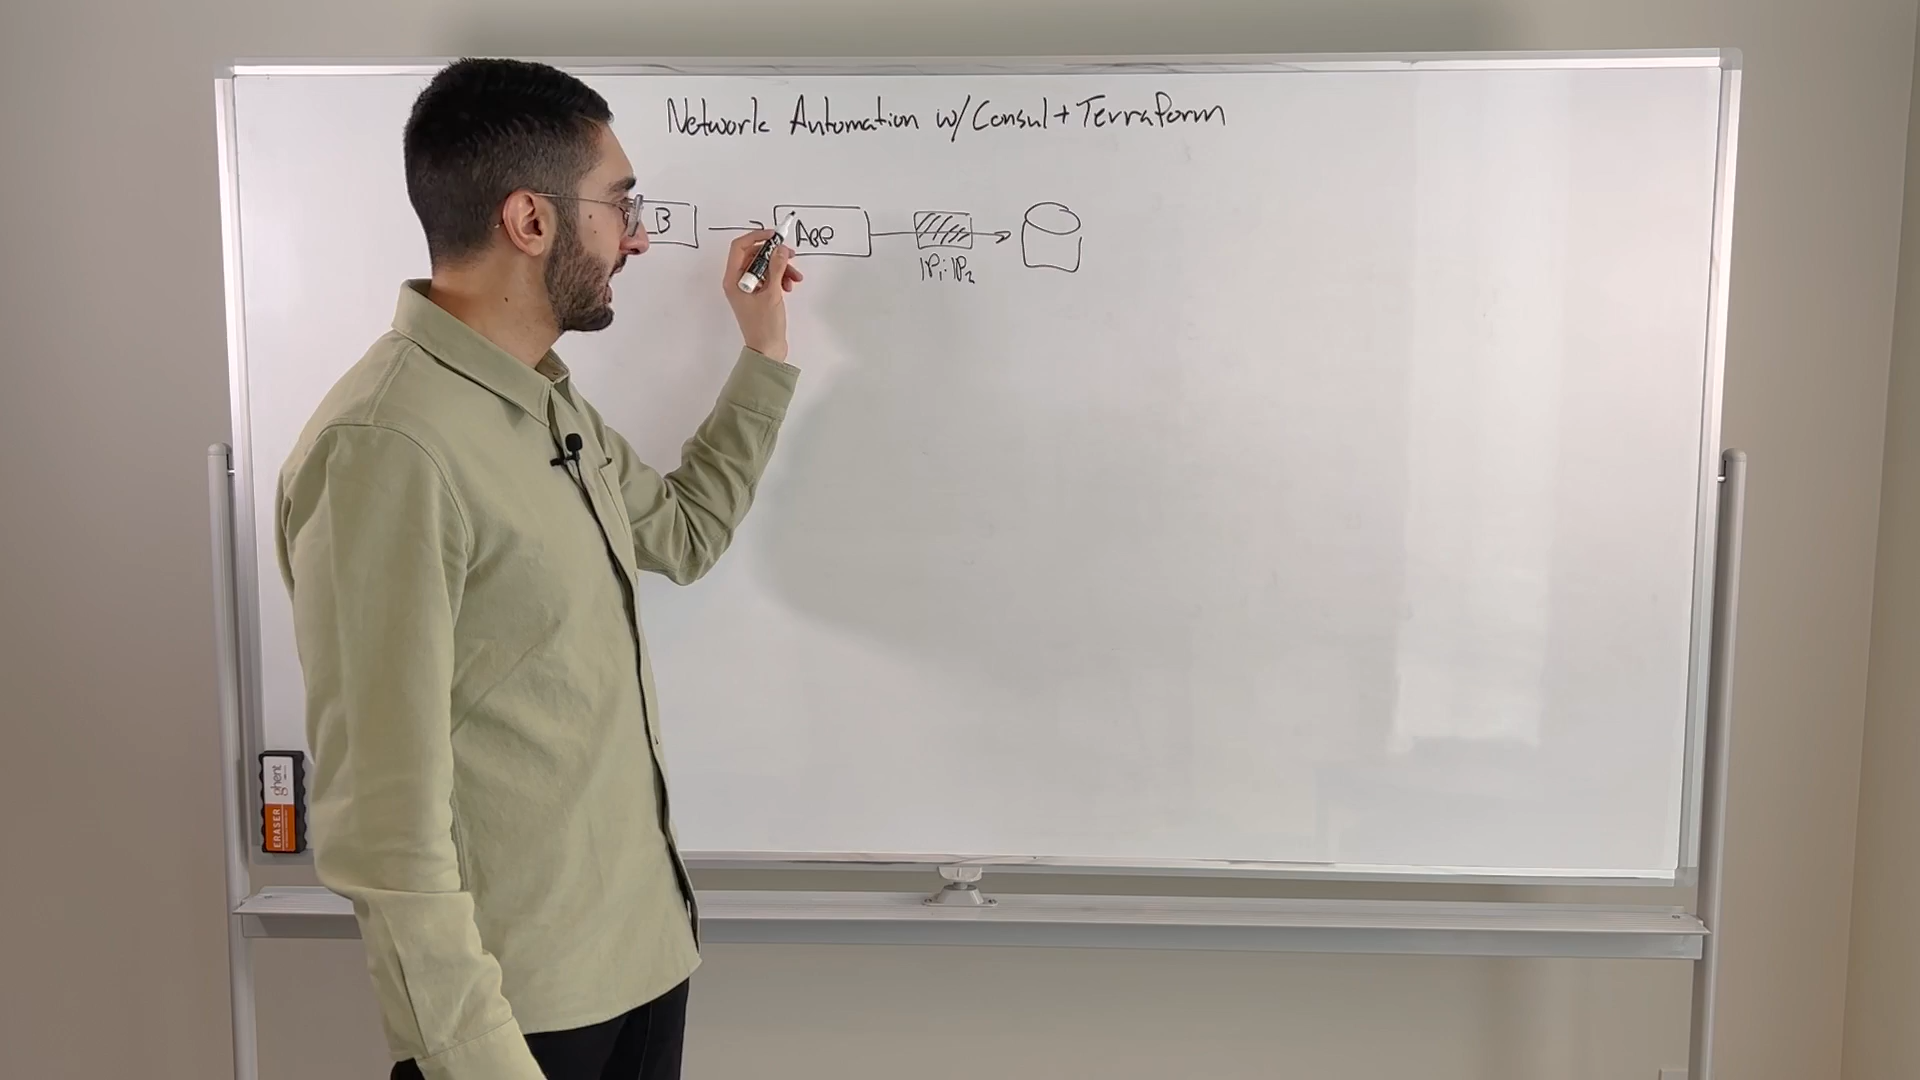 Network Automation w/ Consul + Terraform
B
App
IP₁:IP₂
ERASER ghent